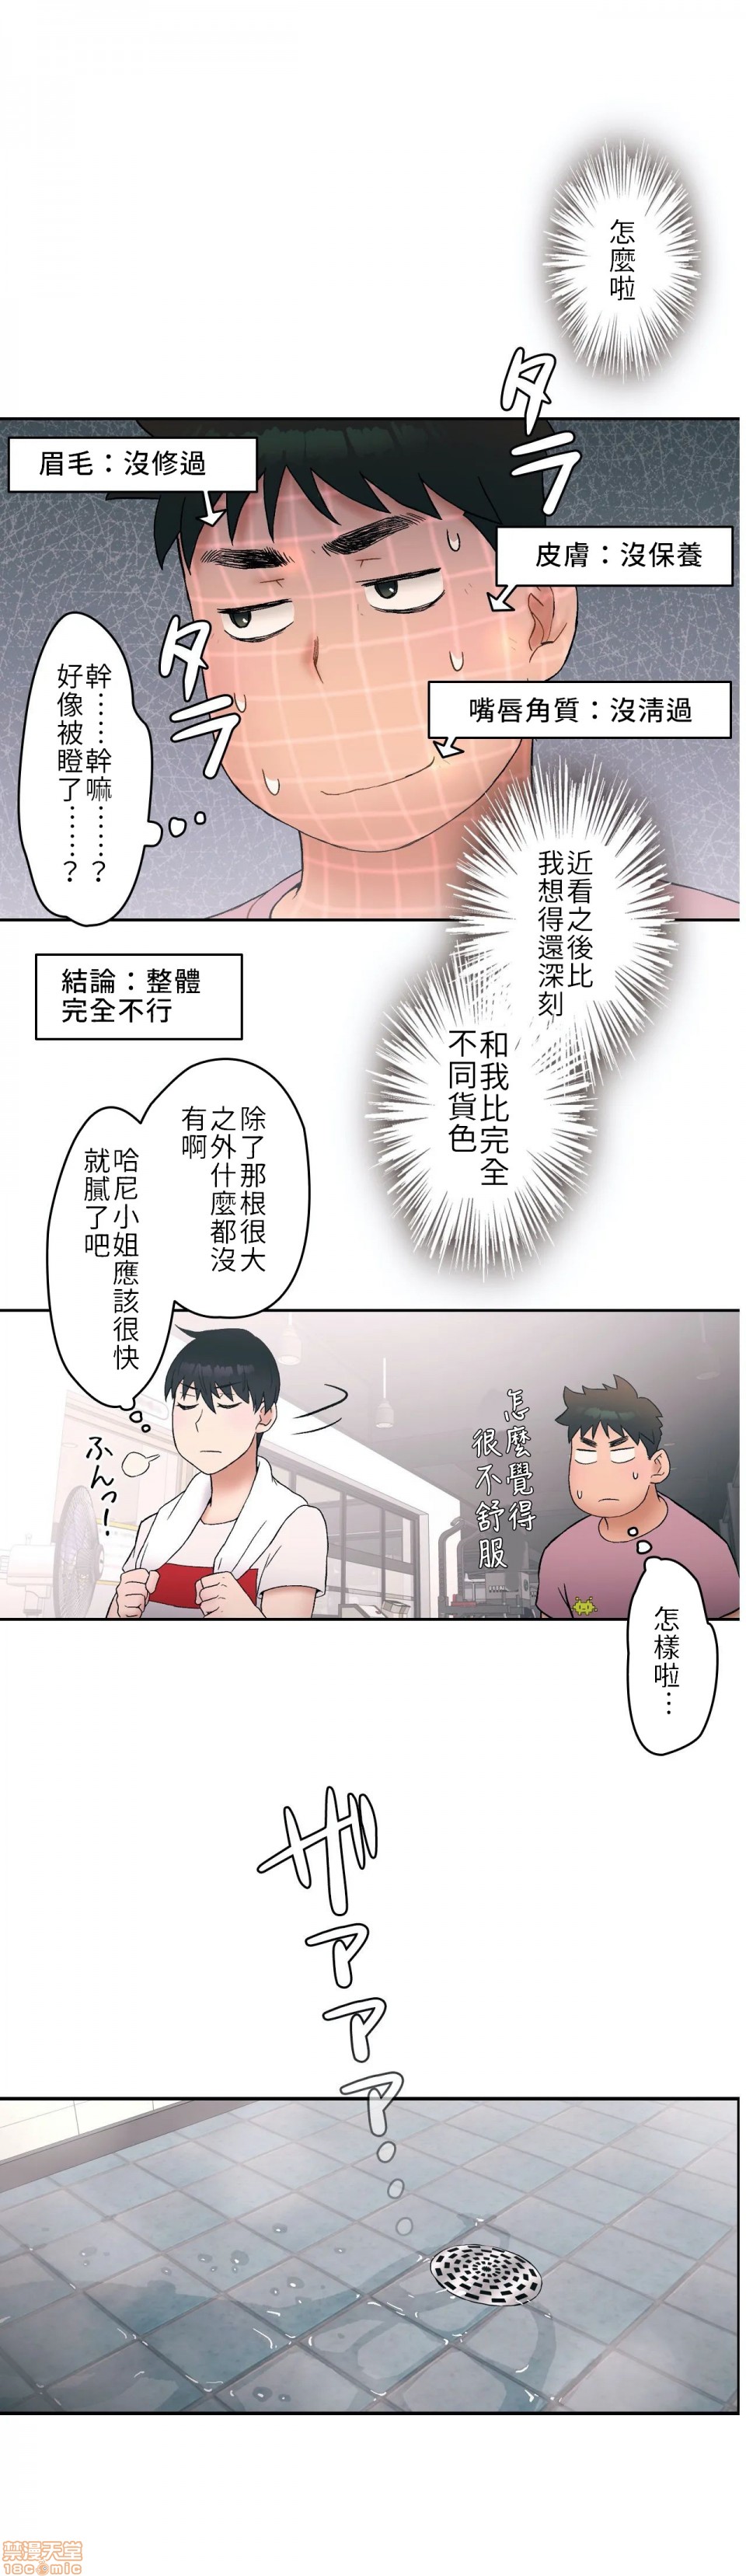 怎麼啦
タラ
眉毛：沒修過
皮膚：沒保養
タラ
嘴唇角質：沒清過
幹……幹嘛……？
好像被瞪了……？
近看之後比
我想得還深刻
和我比完全
不同貨色
結論：整體
完全不行
除了那根很大
之外什麼都沒
有啊
哈尼小姐應該很快
就膩了吧
ふんっ！
怎麼覺得
很不舒服
怎樣啦…
ザアアア…
禁漫天堂
18comic